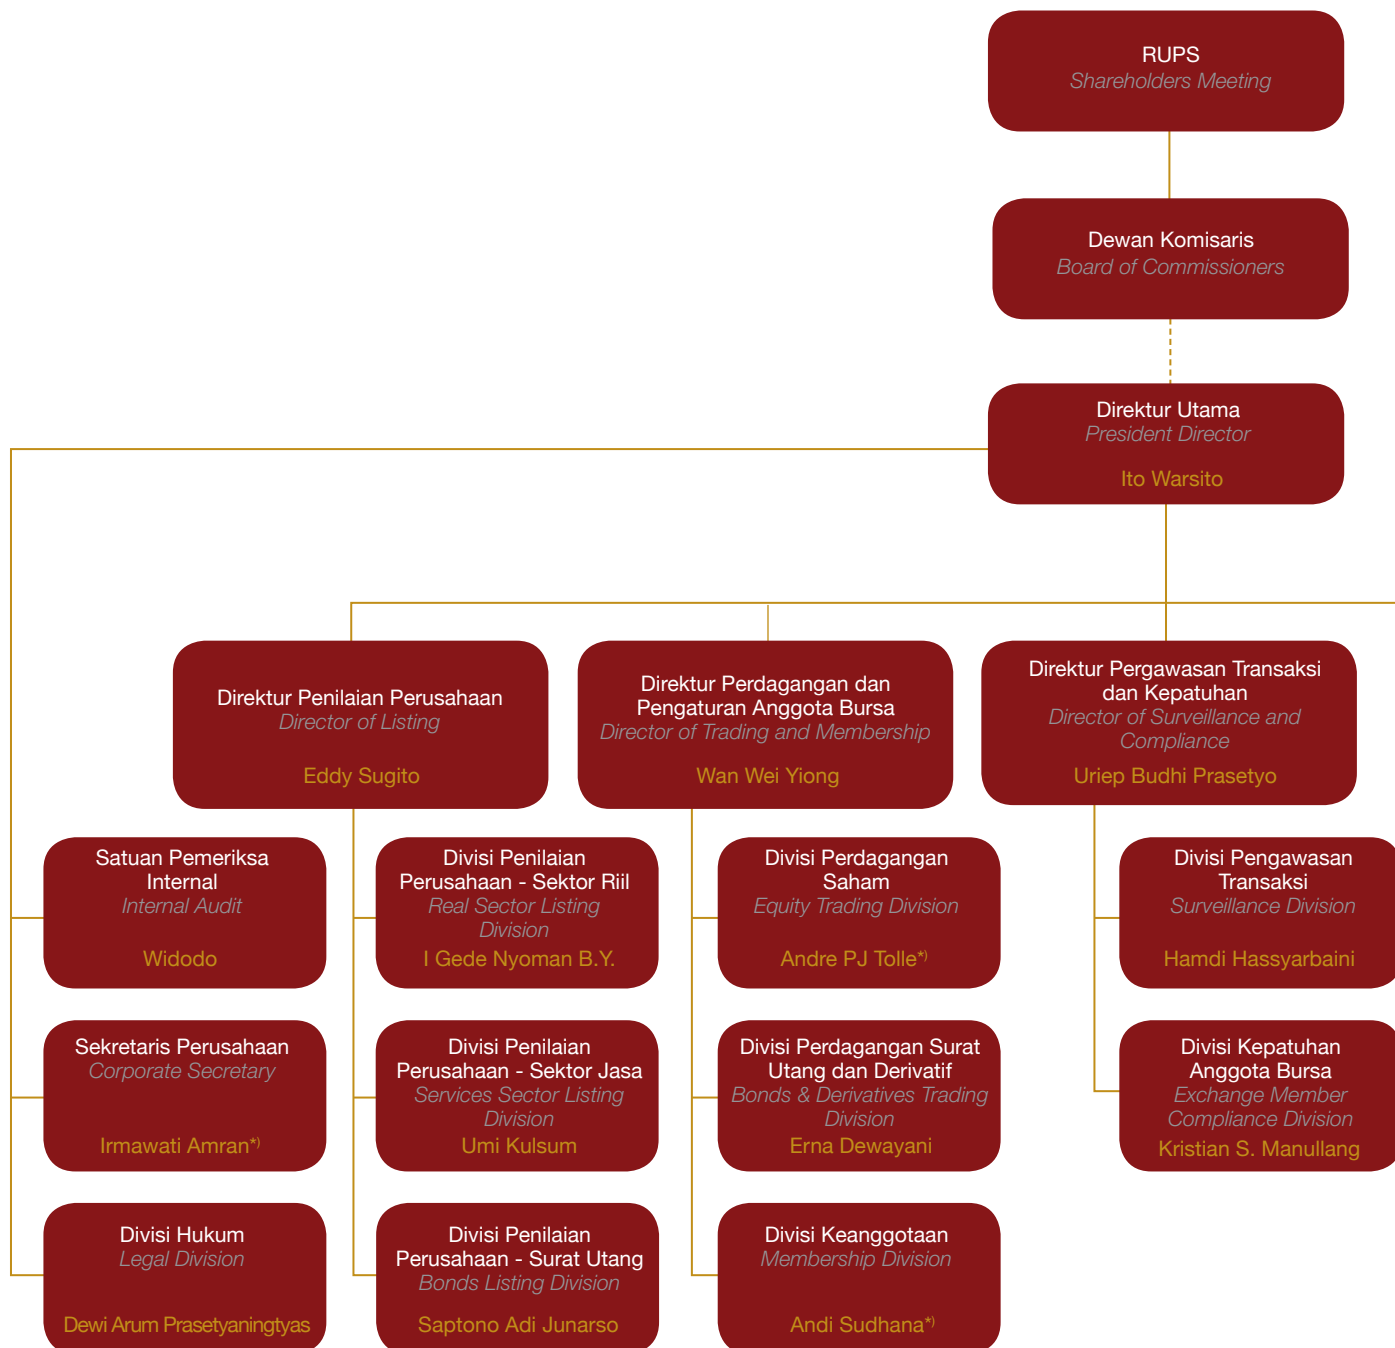 RUPS
Shareholders Meeting
Dewan Komisaris
Board of Commissioners
Direktur Utama
President Director
Ito Warsito
Direktur Penilaian Perusahaan
Director of Listing
Eddy Sugito
Direktur Perdagangan dan
Pengaturan Anggota Bursa
Director of Trading and Membership
Wan Wei Yiong
Direktur Pergawasan Transaksi
dan Kepatuhan
Director of Surveillance and
Compliance
Uriep Budhi Prasetyo
Satuan Pemeriksa
Internal
Internal Audit
Widodo
Divisi Penilaian
Perusahaan - Sektor Riil
Real Sector Listing
Division
I Gede Nyoman B.Y.
Divisi Perdagangan
Saham
Equity Trading Division
Andre PJ Tolle*)
Divisi Pengawasan
Transaksi
Surveillance Division
Hamdi Hassyarbaini
Sekretaris Perusahaan
Corporate Secretary
Irmawati Amran*)
Divisi Penilaian
Perusahaan - Sektor Jasa
Services Sector Listing
Division
Umi Kulsum
Divisi Perdagangan Surat
Utang dan Derivatif
Bonds & Derivatives Trading
Division
Erna Dewayani
Divisi Kepatuhan
Anggota Bursa
Exchange Member
Compliance Division
Kristian S. Manullang
Divisi Hukum
Legal Division
Dewi Arum Prasetyaningtyas
Divisi Penilaian
Perusahaan - Surat Utang
Bonds Listing Division
Saptono Adi Junarso
Divisi Keanggotaan
Membership Division
Andi Sudhana*)